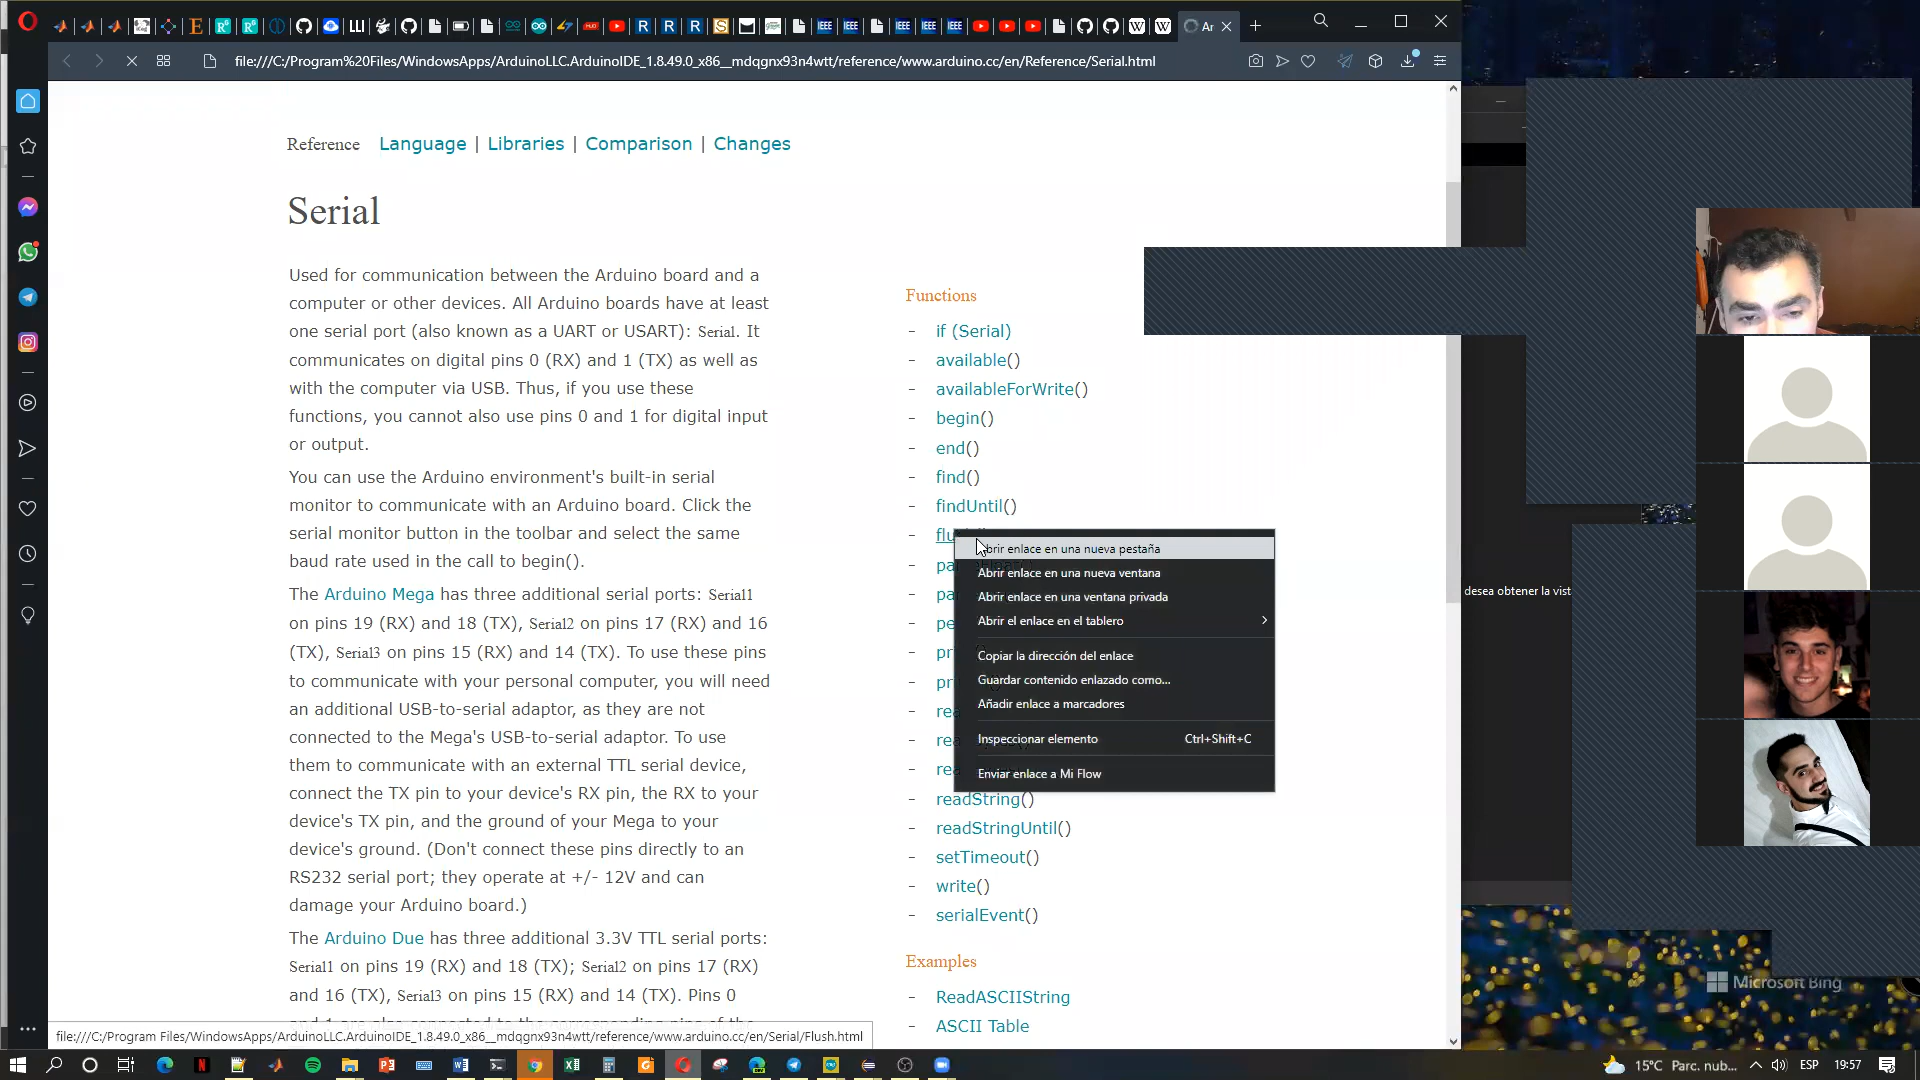 Ar
file:///C:/Program%20Files/WindowsApps/ArduinoLLC.ArduinoIDE_1.8.49.0_x86__mdqgnx93n4wtt/reference/www.arduino.cc/en/Reference/Serial.html
Reference Language | Libraries | Comparison | Changes
Serial
Used for communication between the Arduino board and a
computer or other devices. All Arduino boards have at least
one serial port (also known as a UART or USART): Serial. It
communicates on digital pins 0 (RX) and 1 (TX) as well as
with the computer via USB. Thus, if you use these
functions, you cannot also use pins 0 and 1 for digital input
or output.
You can use the Arduino environment's built-in serial
monitor to communicate with an Arduino board. Click the
serial monitor button in the toolbar and select the same
baud rate used in the call to begin().
The Arduino Mega has three additional serial ports: Serial1
on pins 19 (RX) and 18 (TX), Serial2 on pins 17 (RX) and 16
(TX), Serial3 on pins 15 (RX) and 14 (TX). To use these pins
to communicate with your personal computer, you will need
an additional USB-to-serial adaptor, as they are not
connected to the Mega's USB-to-serial adaptor. To use
them to communicate with an external TTL serial device,
connect the TX pin to your device's RX pin, the RX to your
device's TX pin, and the ground of your Mega to your
device's ground. (Don't connect these pins directly to an
RS232 serial port; they operate at +/- 12V and can
damage your Arduino board.)
The Arduino Due has three additional 3.3V TTL serial ports:
Serial1 on pins 19 (RX) and 18 (TX); Serial2 on pins 17 (RX)
and 16 (TX), Serial3 on pins 15 (RX) and 14 (TX). Pins 0
Functions
- if (Serial)
- available()
- availableForWrite()
- begin()
- end()
- find()
- findUntil()
- flu
- pa
- pa
- pe
- pr
- pr
- rea
- rea
- rea
- readString()
- readStringUntil()
- setTimeout()
- write()
- serialEvent()
Examples
- ReadASCIIString
- ASCII Table
Abrir enlace en una nueva pestaña
Abrir enlace en una nueva ventana
Abrir enlace en una ventana privada
Abrir el enlace en el tablero
Copiar la dirección del enlace
Guardar contenido enlazado como...
Añadir enlace a marcadores
Inspeccionar elemento Ctrl+Shift+C
Enviar enlace a Mi Flow
desea obtener la vist
Microsoft Bing
file:///C:/Program Files/WindowsApps/ArduinoLLC.ArduinoIDE_1.8.49.0_x86__mdqgnx93n4wtt/reference/www.arduino.cc/en/Serial/Flush.html
15°C Parc. nub... ESP 19:57